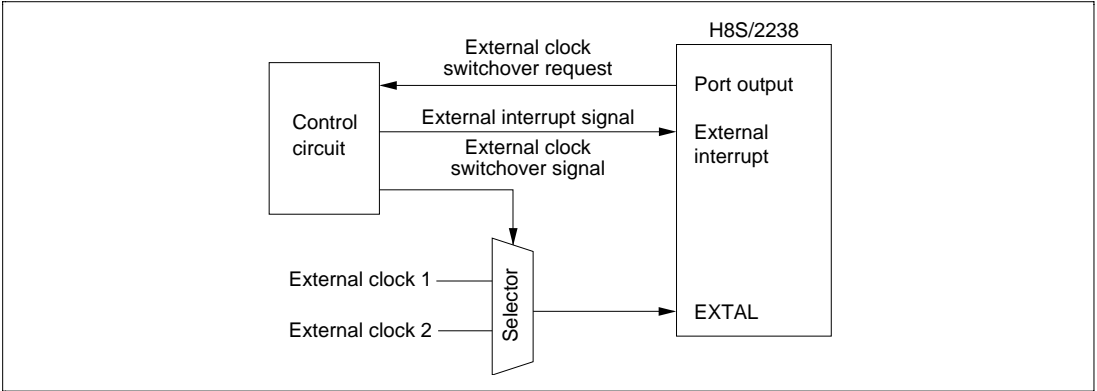 H8S/2238
External clock
switchover request
Port output
Control
circuit
External interrupt signal
External
interrupt
External clock
switchover signal
External clock 1
External clock 2
Selector
EXTAL